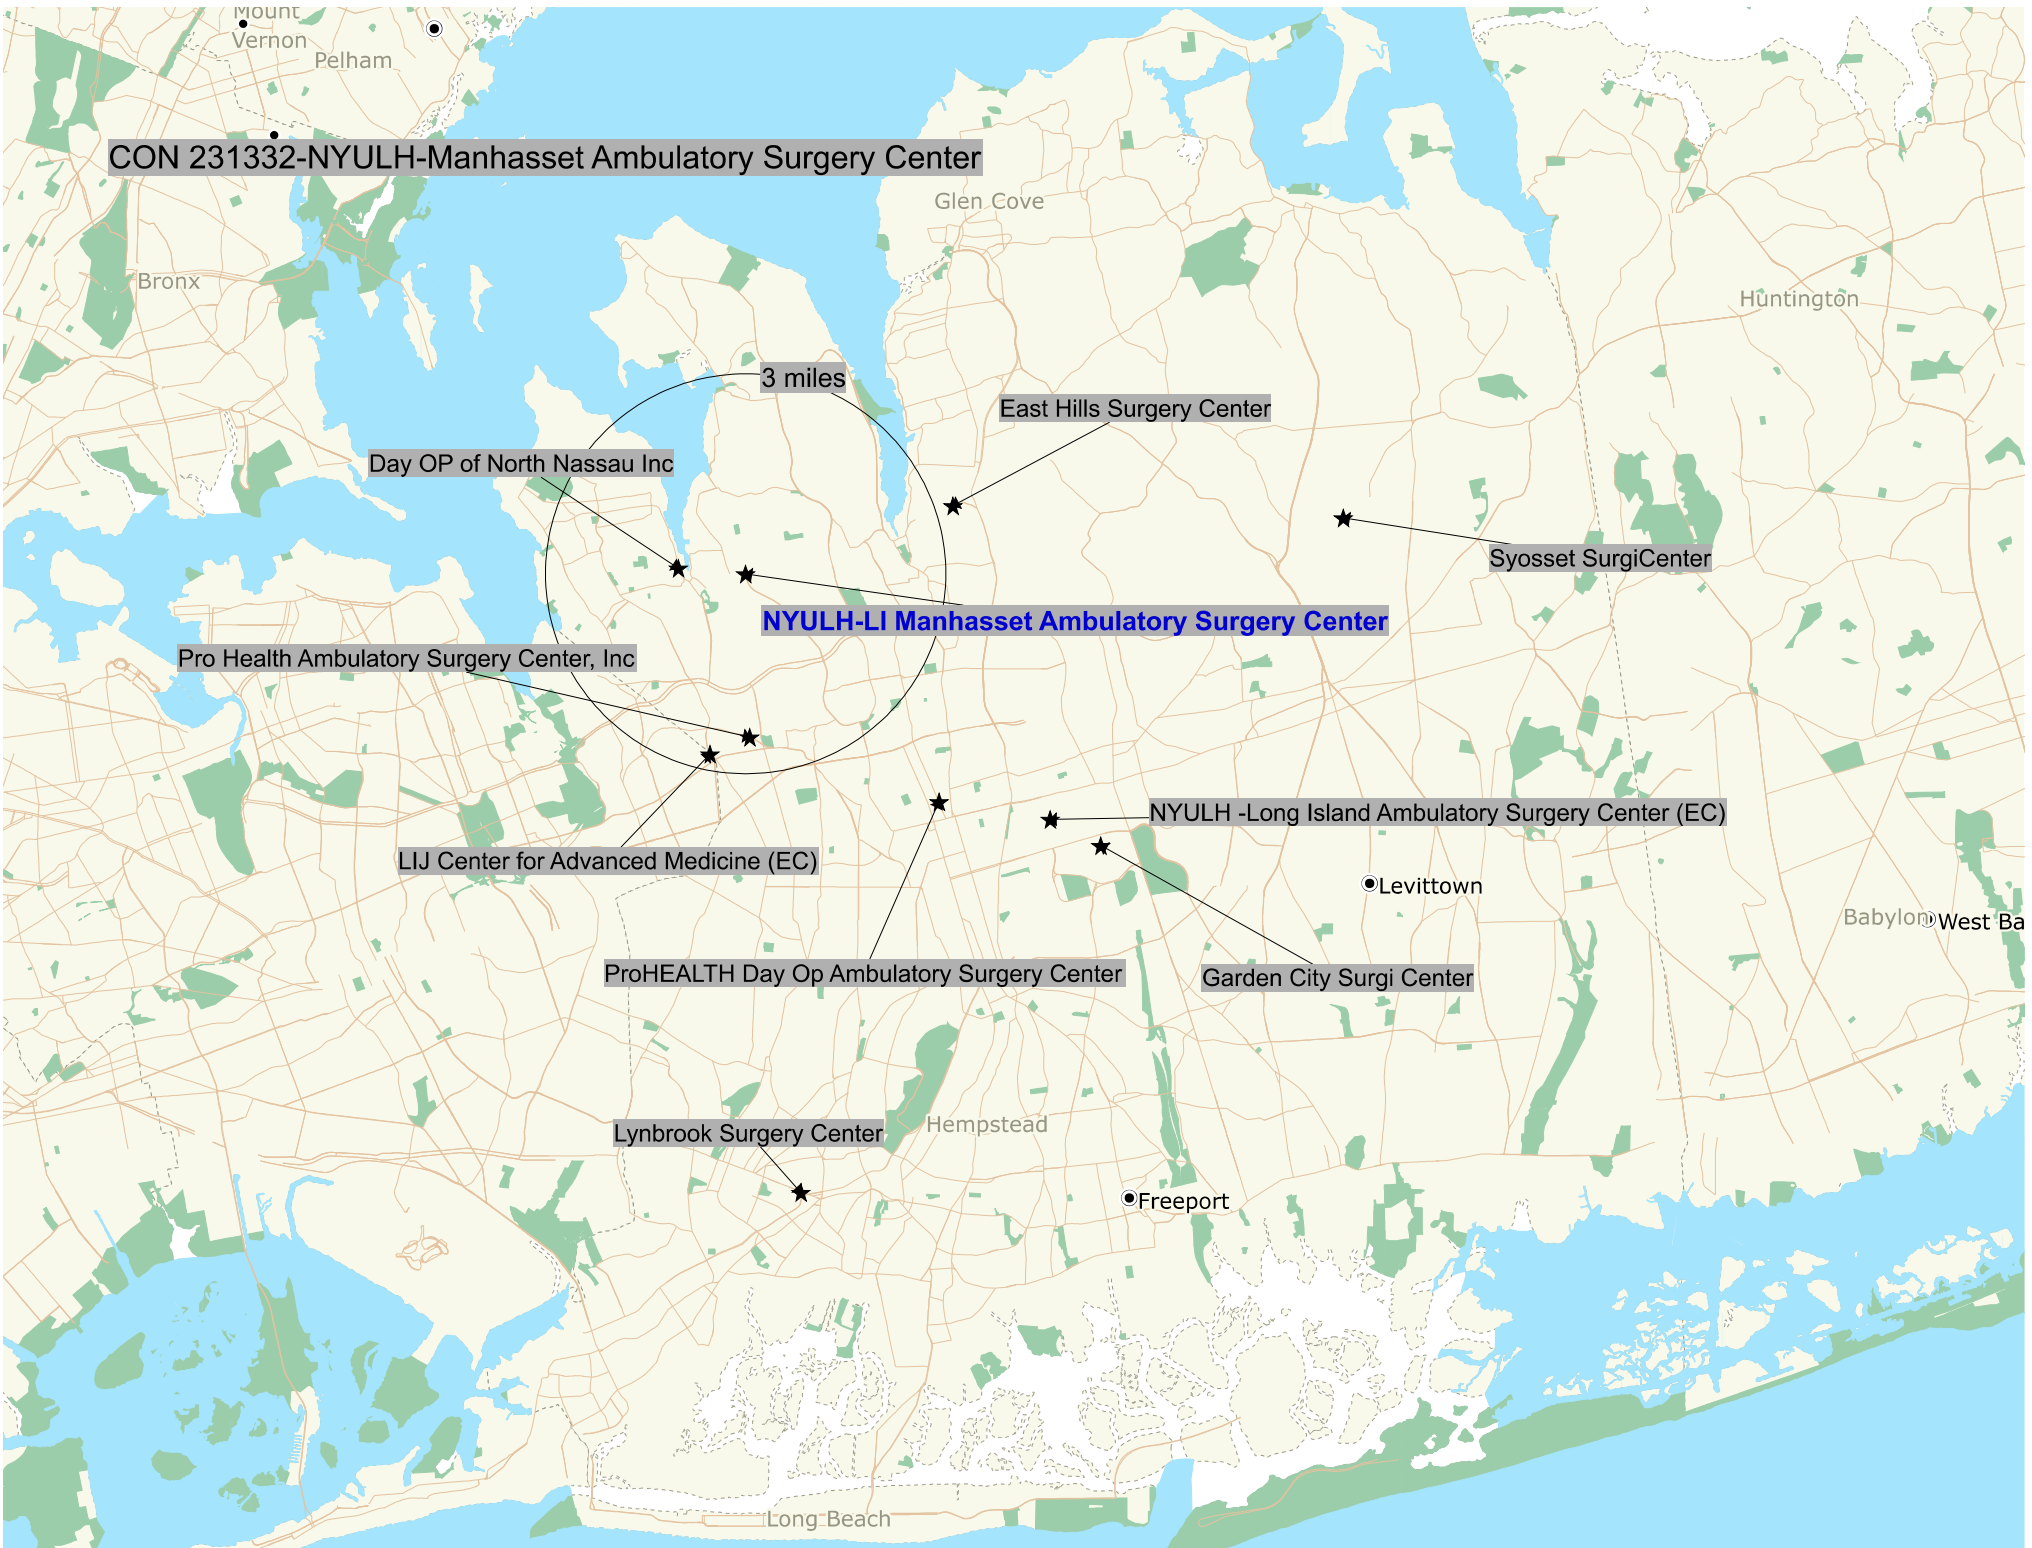 Mount
Vernon
Pelham
CON 231332-NYULH-Manhasset Ambulatory Surgery Center
Glen Cove
Bronx
Huntington
3 miles
East Hills Surgery Center
Day OP of North Nassau Inc
Syosset SurgiCenter
NYULH-LI Manhasset Ambulatory Surgery Center
Pro Health Ambulatory Surgery Center, Inc
NYULH -Long Island Ambulatory Surgery Center (EC)
LIJ Center for Advanced Medicine (EC)
Levittown
Babylon
West Ba
ProHEALTH Day Op Ambulatory Surgery Center
Garden City Surgi Center
Hempstead
Lynbrook Surgery Center
Freeport
Long Beach